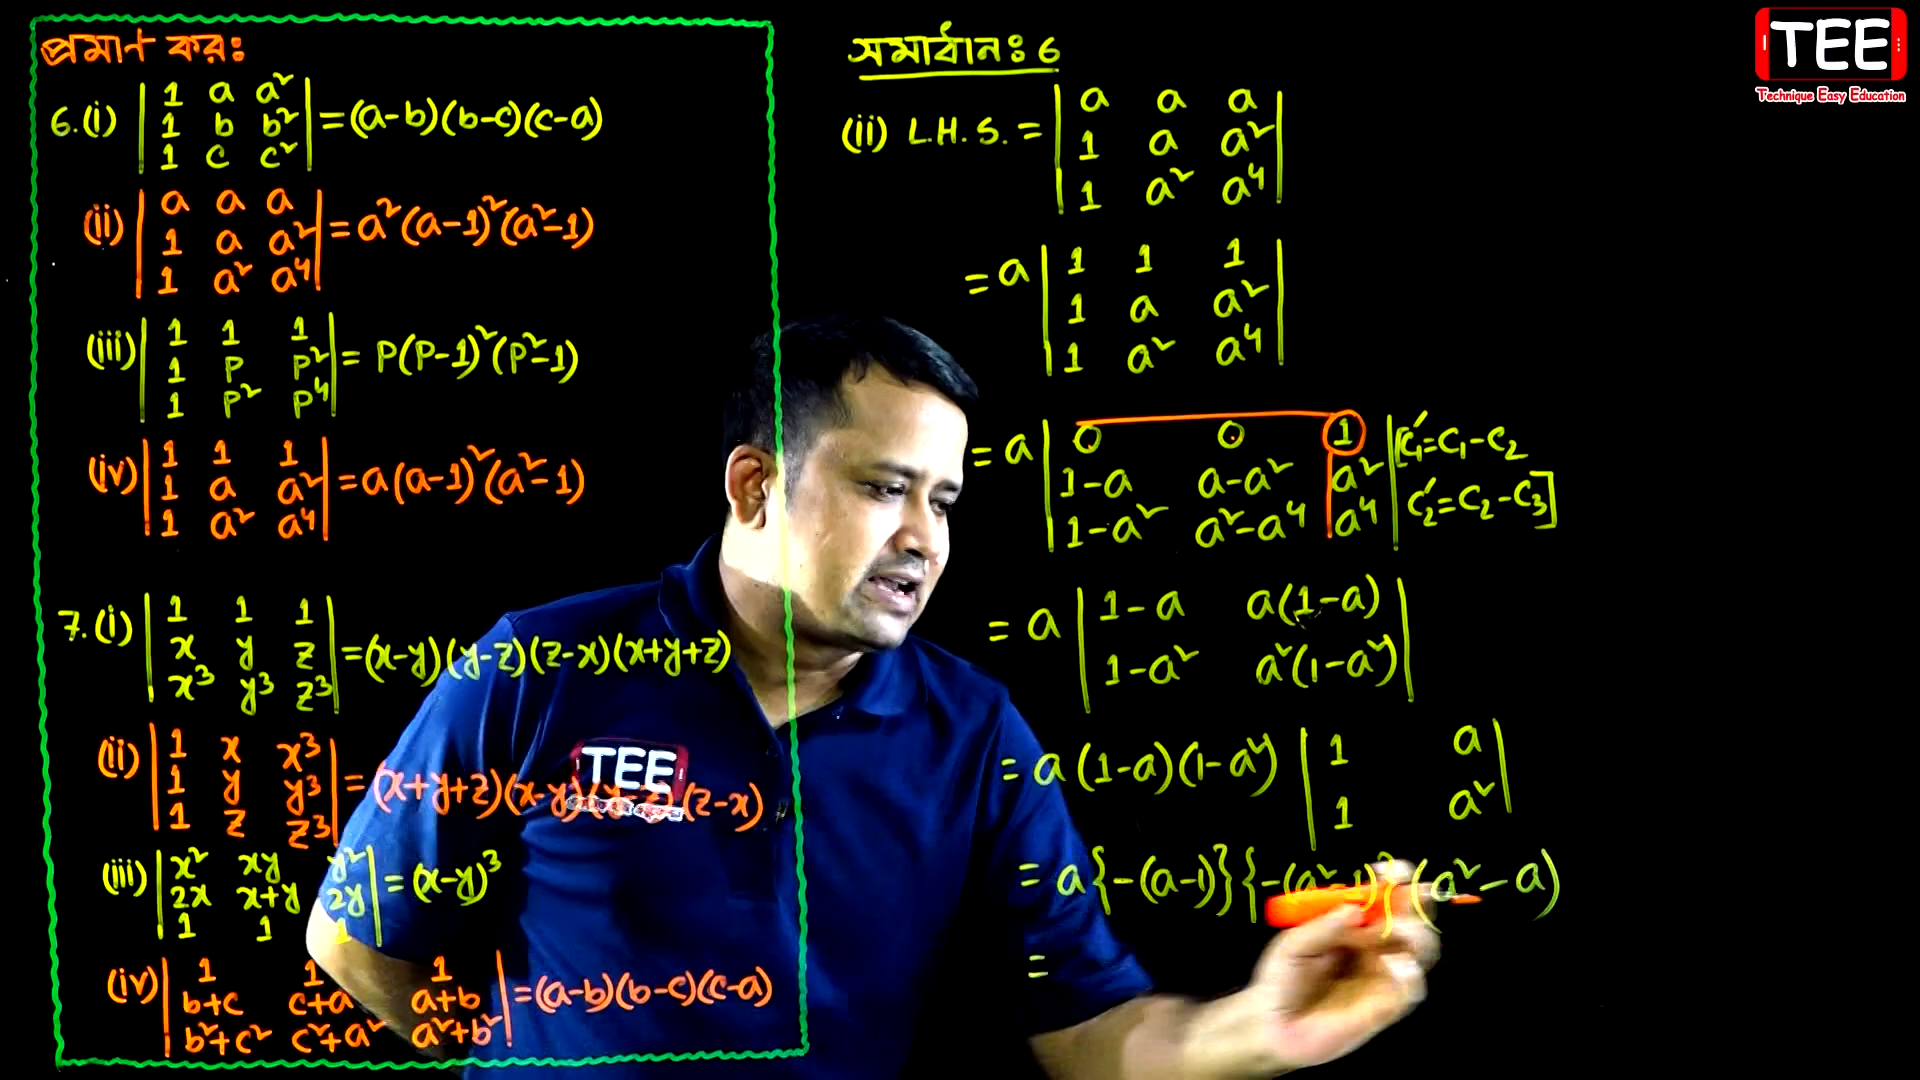 প্রমাণ করঃ
6.(i) | 1 a a² | = (a-b)(b-c)(c-a)
| 1 b b² |
| 1 c c² |
(ii) | a a a | = a²(a-1)²(a²-1)
| 1 a a² |
| 1 a² a⁴ |
(iii) | 1 1 1 | = P(P-1)²(P²-1)
| 1 P P² |
| 1 P² P⁴ |
(iv) | 1 1 1 | = a(a-1)²(a²-1)
| 1 a a² |
| 1 a² a⁴ |
7.(i) | 1 1 1 | = (x-y)(y-z)(z-x)(x+y+z)
| x y z |
| x³ y³ z³ |
(ii) | 1 x x³ | = (x+y+z)(x-y)(y-z)(z-x)
| 1 y y³ |
| 1 z z³ |
(iii) | x² xy y² | = (x-y)³
| 2x x+y 2y |
| 1 1 1 |
(iv) | 1 1 1 | = (a-b)(b-c)(c-a)
| b+c c+a a+b |
| b²+c² c²+a² a²+b² |
সমাধানঃ 6
(ii) L.H.S. = | a a a |
| 1 a a² |
| 1 a² a⁴ |
= a | 1 1 1 |
| 1 a a² |
| 1 a² a⁴ |
= a | 0 0 1 | [C₁′=C₁-C₂
| 1-a a-a² a² | C₂′=C₂-C₃]
| 1-a² a²-a⁴ a⁴ |
= a | 1-a a(1-a) |
| 1-a² a²(1-a²) |
= a(1-a)(1-a²) | 1 a |
| 1 a² |
= a{-(a-1)}{-(a²-1)}(a²-a)
=
TEE
Technique Easy Education
TEE